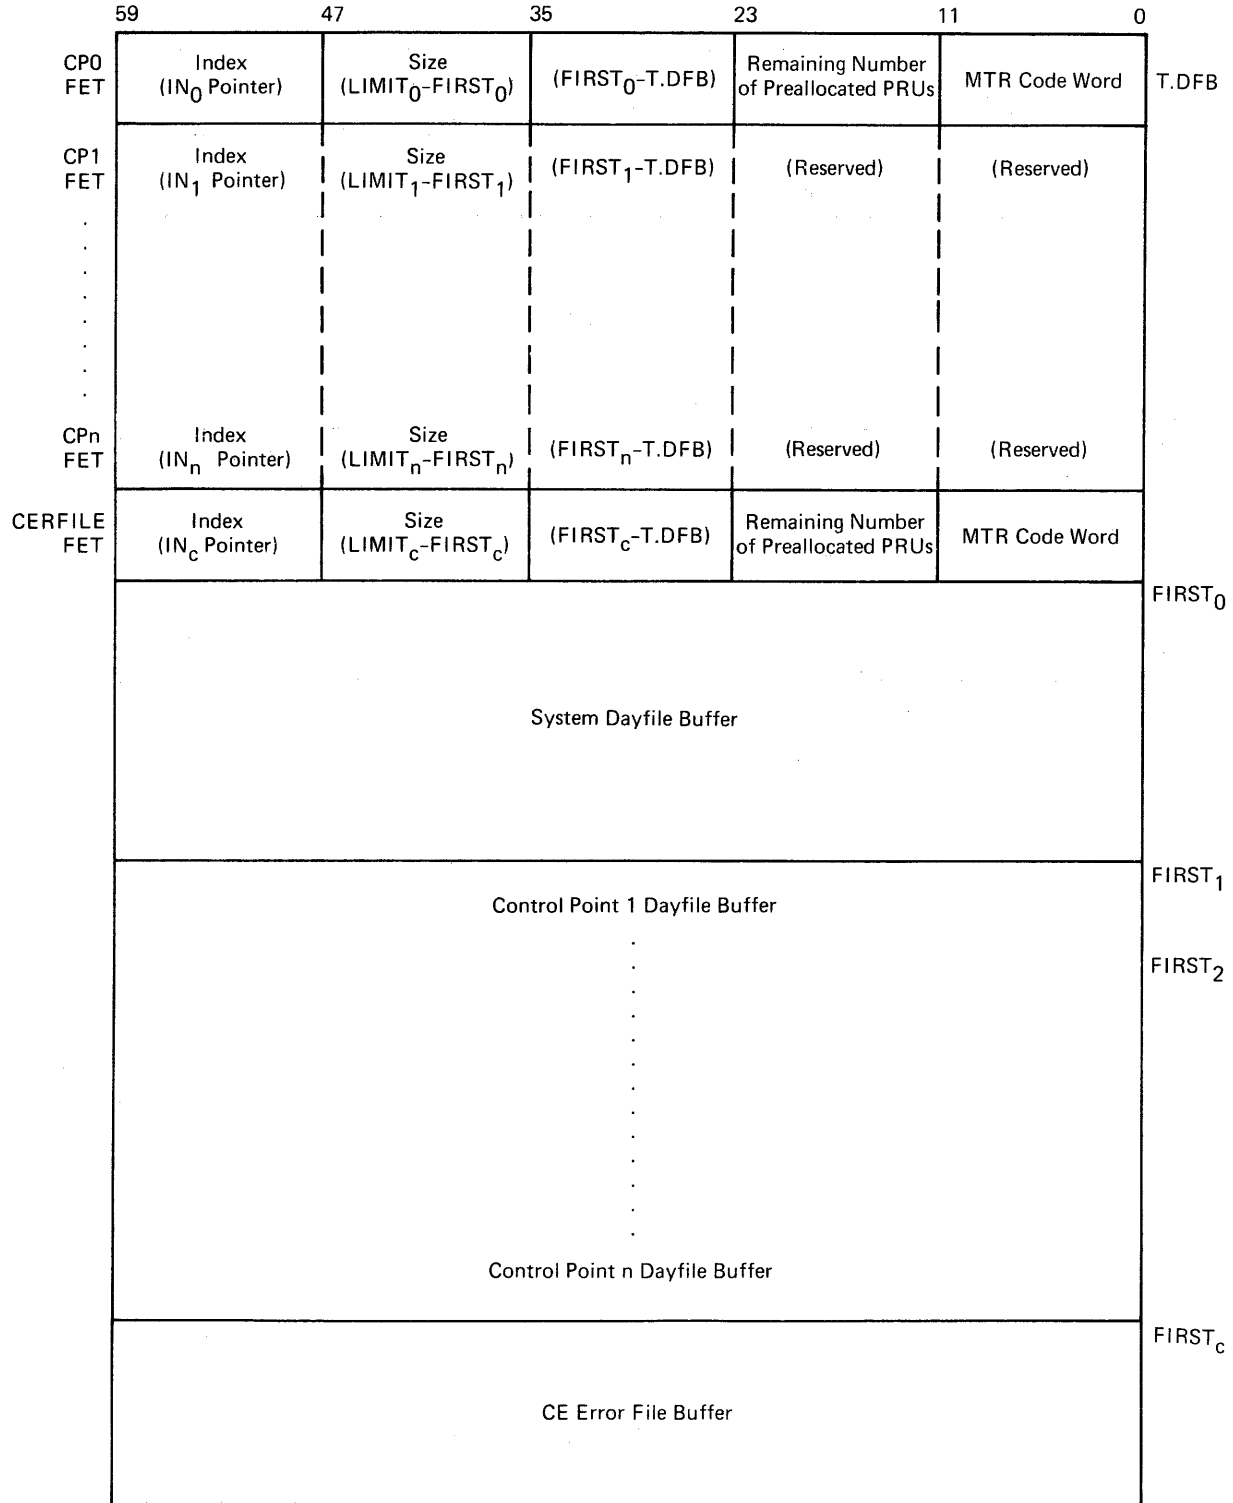 59 47 35 23 11 0
CP0 FET Index (IN0 Pointer) Size (LIMIT0-FIRST0) (FIRST0-T.DFB) Remaining Number of Preallocated PRUs MTR Code Word T.DFB
CP1 FET Index (IN1 Pointer) Size (LIMIT1-FIRST1) (FIRST1-T.DFB) (Reserved) (Reserved)
CPn FET Index (INn Pointer) Size (LIMITn-FIRSTn) (FIRSTn-T.DFB) (Reserved) (Reserved)
CERFILE FET Index (INc Pointer) Size (LIMITc-FIRSTc) (FIRSTc-T.DFB) Remaining Number of Preallocated PRUs MTR Code Word
FIRST0
System Dayfile Buffer
FIRST1
Control Point 1 Dayfile Buffer
FIRST2
Control Point n Dayfile Buffer
FIRSTc
CE Error File Buffer